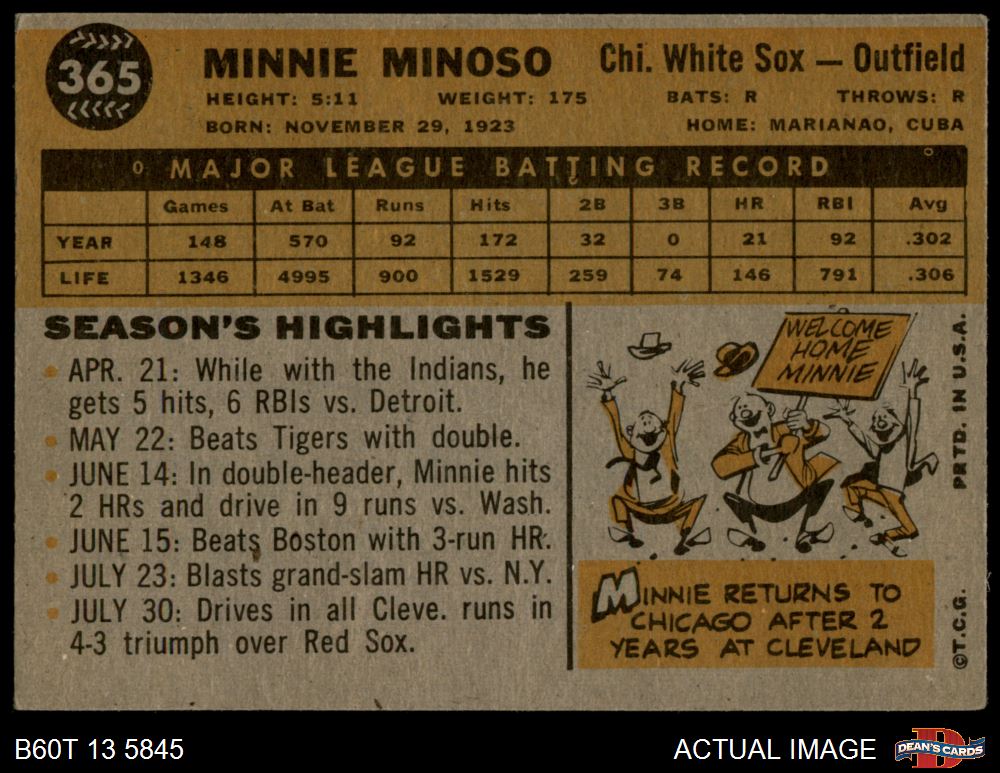 365
MINNIE MINOSO Chi. White Sox — Outfield
HEIGHT: 5:11 WEIGHT: 175 BATS: R THROWS: R
BORN: NOVEMBER 29, 1923 HOME: MARIANAO, CUBA
MAJOR LEAGUE BATTING RECORD
Games At Bat Runs Hits 2B 3B HR RBI Avg
YEAR 148 570 92 172 32 0 21 92 .302
LIFE 1346 4995 900 1529 259 74 146 791 .306
SEASON'S HIGHLIGHTS
APR. 21: While with the Indians, he
gets 5 hits, 6 RBIs vs. Detroit.
MAY 22: Beats Tigers with double.
JUNE 14: In double-header, Minnie hits
2 HRs and drive in 9 runs vs. Wash.
JUNE 15: Beats Boston with 3-run HR.
JULY 23: Blasts grand-slam HR vs. N.Y.
JULY 30: Drives in all Cleve. runs in
4-3 triumph over Red Sox.
WELCOME
HOME
MINNIE
MINNIE RETURNS TO
CHICAGO AFTER 2
YEARS AT CLEVELAND
©T.C.G. PRTD. IN U.S.A.
B60T 13 5845 ACTUAL IMAGE
D
DEAN'S CARDS